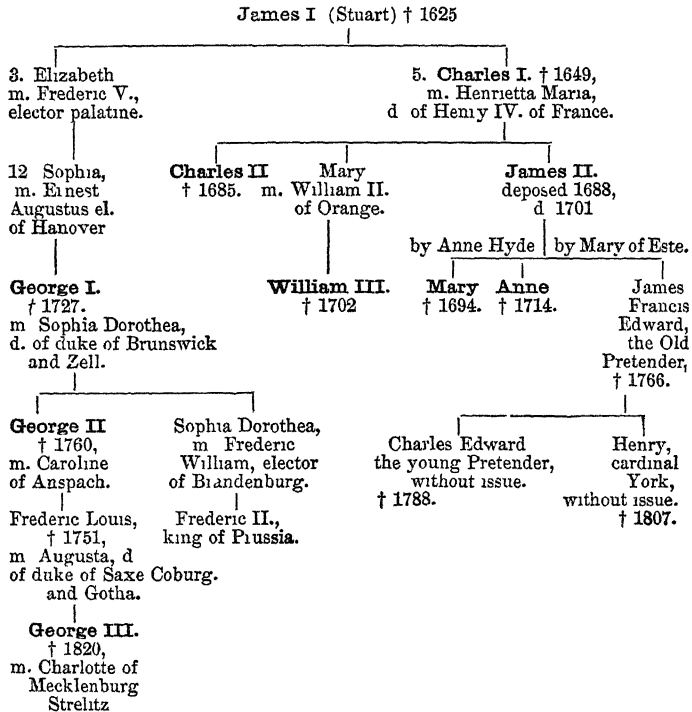 James I (Stuart) † 1625
3. Elizabeth
m. Frederic V.,
elector palatine.
5. Charles I. † 1649,
m. Henrietta Maria,
d of Henry IV. of France.
12 Sophia,
m. Ernest
Augustus el.
of Hanover
Charles II
† 1685.
Mary
m. William II.
of Orange.
James II.
deposed 1688,
d 1701
by Anne Hyde
by Mary of Este.
George I.
† 1727.
m Sophia Dorothea,
d. of duke of Brunswick
and Zell.
William III.
† 1702
Mary
† 1694.
Anne
† 1714.
James
Francis
Edward,
the Old
Pretender,
† 1766.
George II
† 1760,
m. Caroline
of Anspach.
Sophia Dorothea,
m Frederic
William, elector
of Brandenburg.
Charles Edward
the young Pretender,
without issue.
† 1788.
Henry,
cardinal
York,
without issue.
† 1807.
Frederic Louis,
† 1751,
m Augusta, d
of duke of Saxe Coburg.
and Gotha.
Frederic II.,
king of Prussia.
George III.
† 1820,
m. Charlotte of
Mecklenburg
Strelitz